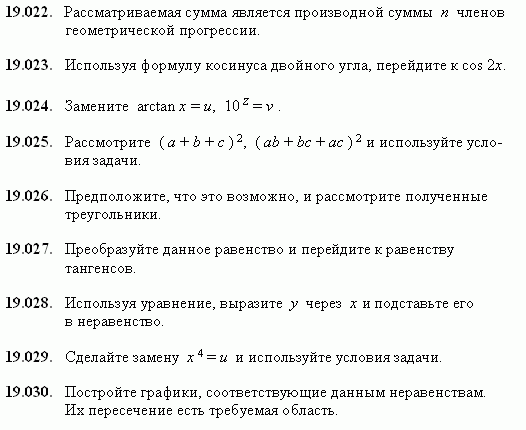 19.022. Рассматриваемая сумма является производной суммы n членов
геометрической прогрессии.
19.023. Используя формулу косинуса двойного угла, перейдите к cos 2x.
19.024. Замените arctan x = u, 10 ᶻ = v .
19.025. Рассмотрите ( a + b + c ) ², ( ab + bc + ac ) ² и используйте усло-
вия задачи.
19.026. Предположите, что это возможно, и рассмотрите полученные
треугольники.
19.027. Преобразуйте данное равенство и перейдите к равенству
тангенсов.
19.028. Используя уравнение, выразите y через x и подставьте его
в неравенство.
19.029. Сделайте замену x ⁴ = u и используйте условия задачи.
19.030. Постройте графики, соответствующие данным неравенствам.
Их пересечение есть требуемая область.